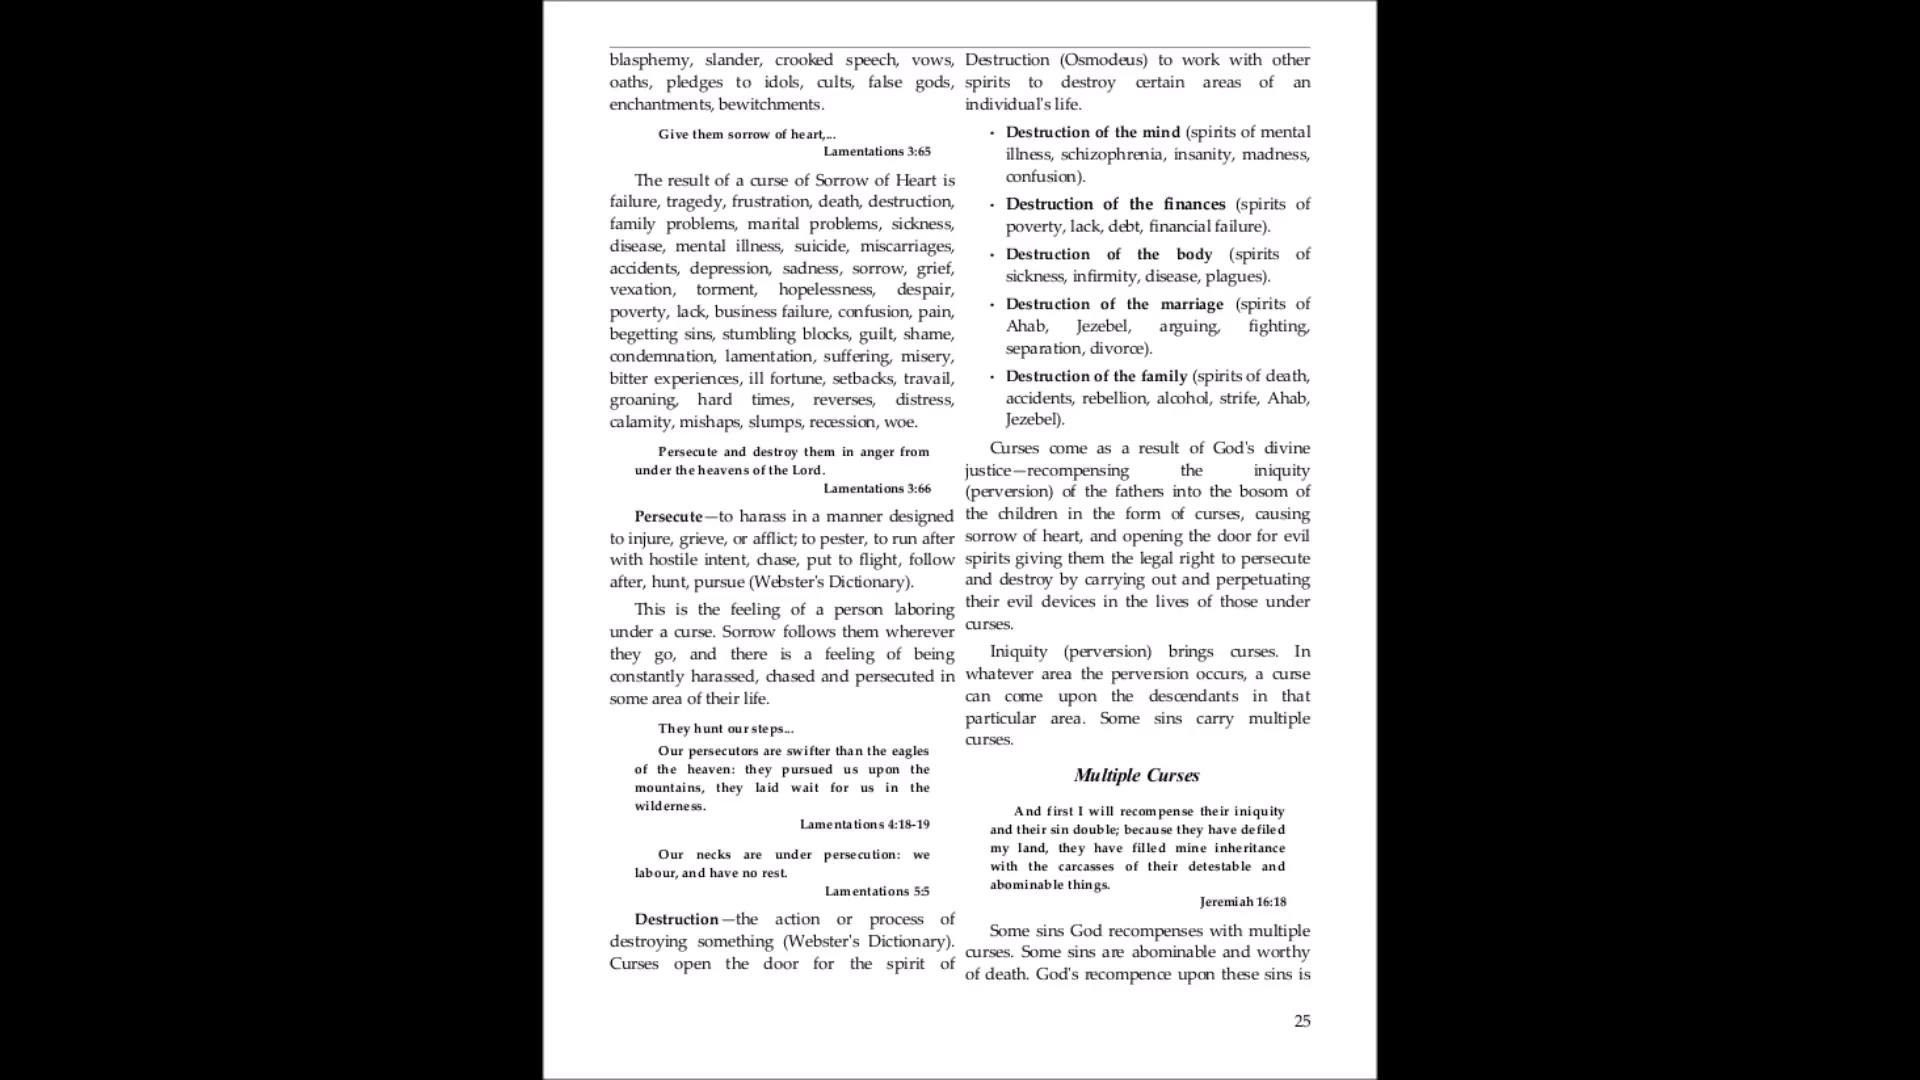 blasphemy, slander, crooked speech, vows,
oaths, pledges to idols, cults, false gods,
enchantments, bewitchments.
Give them sorrow of heart,...
Lamentations 3:65
The result of a curse of Sorrow of Heart is
failure, tragedy, frustration, death, destruction,
family problems, marital problems, sickness,
disease, mental illness, suicide, miscarriages,
accidents, depression, sadness, sorrow, grief,
vexation, torment, hopelessness, despair,
poverty, lack, business failure, confusion, pain,
begetting sins, stumbling blocks, guilt, shame,
condemnation, lamentation, suffering, misery,
bitter experiences, ill fortune, setbacks, travail,
groaning, hard times, reverses, distress,
calamity, mishaps, slumps, recession, woe.
Persecute and destroy them in anger from
under the heavens of the Lord.
Lamentations 3:66
Persecute—to harass in a manner designed
to injure, grieve, or afflict; to pester, to run after
with hostile intent, chase, put to flight, follow
after, hunt, pursue (Webster's Dictionary).
This is the feeling of a person laboring
under a curse. Sorrow follows them wherever
they go, and there is a feeling of being
constantly harassed, chased and persecuted in
some area of their life.
They hunt our steps...
Our persecutors are swifter than the eagles
of the heaven: they pursued us upon the
mountains, they laid wait for us in the
wilderness.
Lamentations 4:18-19
Our necks are under persecution: we
labour, and have no rest.
Lamentations 5:5
Destruction—the action or process of
destroying something (Webster's Dictionary).
Curses open the door for the spirit of
Destruction (Osmodeus) to work with other
spirits to destroy certain areas of an
individual's life.
• Destruction of the mind (spirits of mental
illness, schizophrenia, insanity, madness,
confusion).
• Destruction of the finances (spirits of
poverty, lack, debt, financial failure).
• Destruction of the body (spirits of
sickness, infirmity, disease, plagues).
• Destruction of the marriage (spirits of
Ahab, Jezebel, arguing, fighting,
separation, divorce).
• Destruction of the family (spirits of death,
accidents, rebellion, alcohol, strife, Ahab,
Jezebel).
Curses come as a result of God's divine
justice—recompensing the iniquity
(perversion) of the fathers into the bosom of
the children in the form of curses, causing
sorrow of heart, and opening the door for evil
spirits giving them the legal right to persecute
and destroy by carrying out and perpetuating
their evil devices in the lives of those under
curses.
Iniquity (perversion) brings curses. In
whatever area the perversion occurs, a curse
can come upon the descendants in that
particular area. Some sins carry multiple
curses.
Multiple Curses
And first I will recompense their iniquity
and their sin double; because they have defiled
my land, they have filled mine inheritance
with the carcasses of their detestable and
abominable things.
Jeremiah 16:18
Some sins God recompenses with multiple
curses. Some sins are abominable and worthy
of death. God's recompence upon these sins is
25